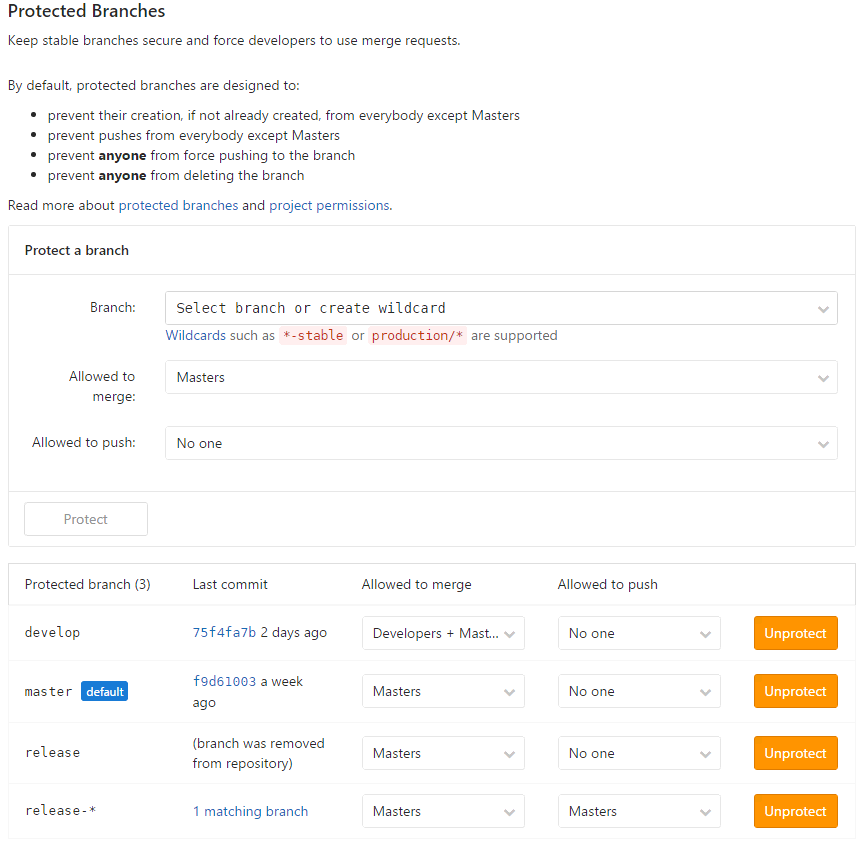 Protected Branches
Keep stable branches secure and force developers to use merge requests.
By default, protected branches are designed to:
prevent their creation, if not already created, from everybody except Masters
prevent pushes from everybody except Masters
prevent anyone from force pushing to the branch
prevent anyone from deleting the branch
Read more about protected branches and project permissions.
Protect a branch
Branch: Select branch or create wildcard
Wildcards such as *-stable or production/* are supported
Allowed to
merge:
Masters
Allowed to push: No one
Protect
Protected branch (3) Last commit Allowed to merge Allowed to push
develop 75f4fa7b 2 days ago Developers + Mast... No one Unprotect
master default f9d61003 a week
ago
Masters No one Unprotect
release (branch was removed
from repository)
Masters No one Unprotect
release-* 1 matching branch Masters Masters Unprotect